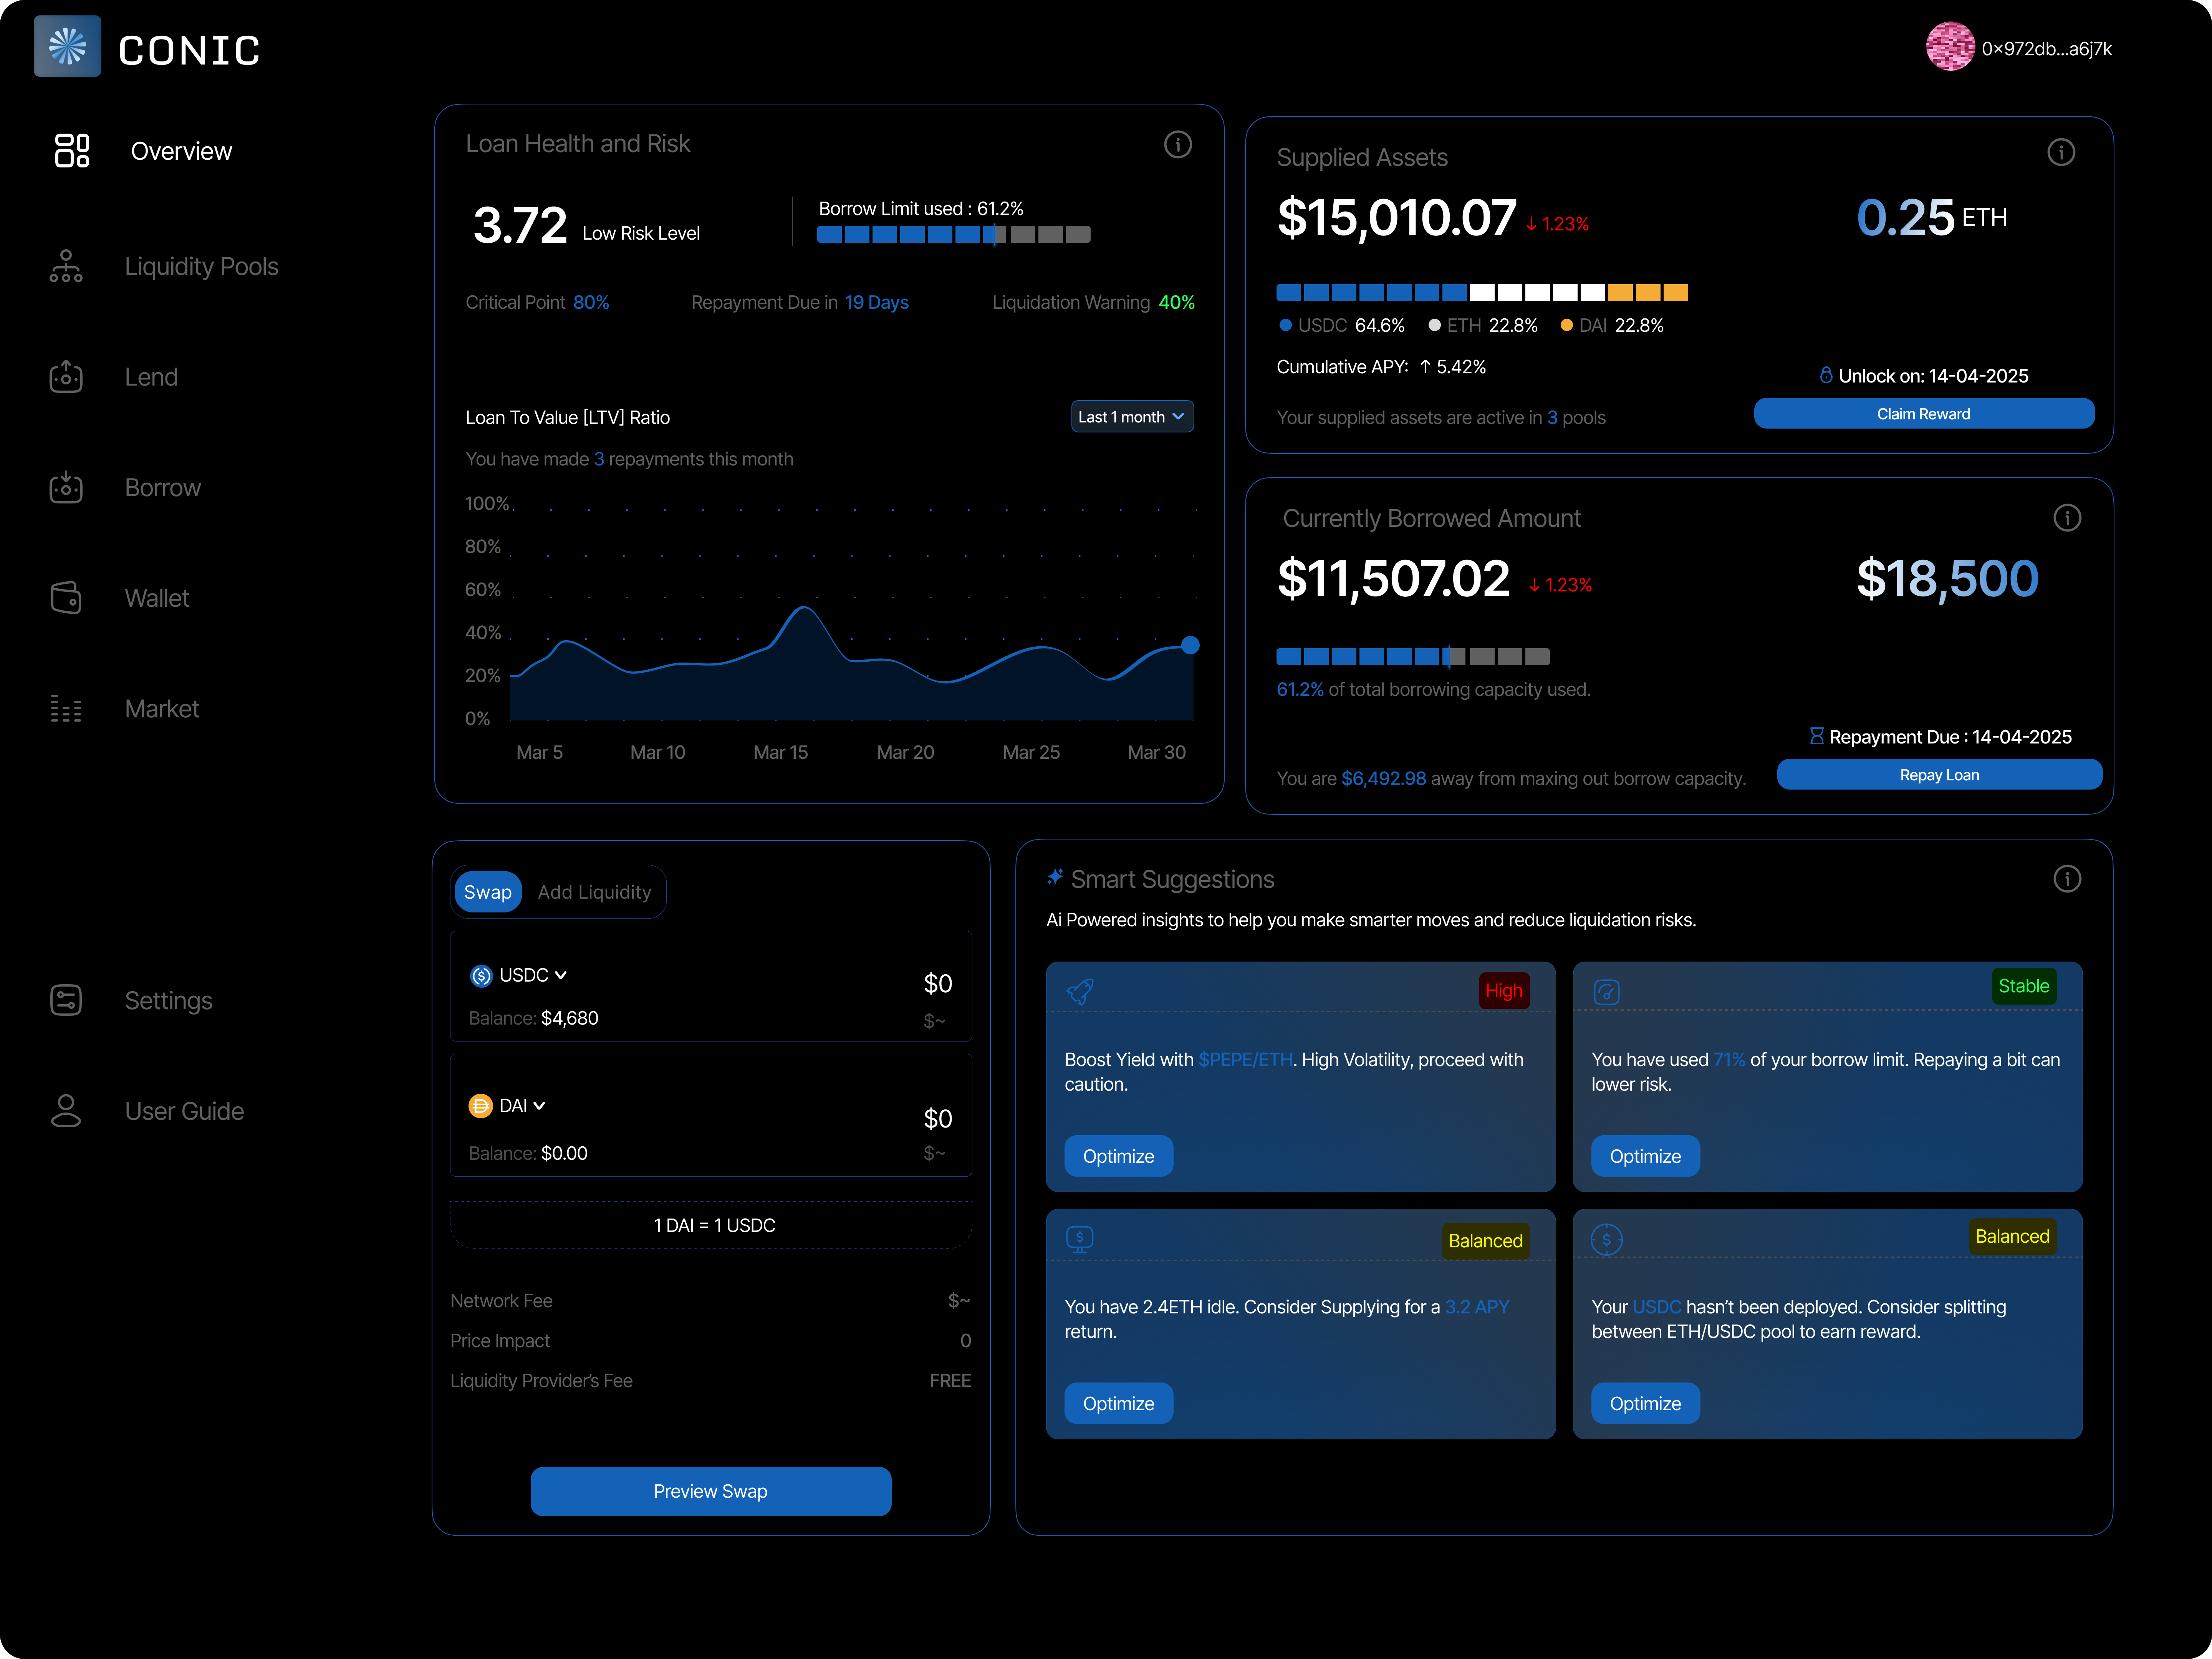 CONIC
0×972db...a6j7k
Overview
Liquidity Pools
Lend
Borrow
Wallet
Market
Settings
User Guide
Loan Health and Risk
3.72 Low Risk Level
Borrow Limit used : 61.2%
Critical Point 80%
Repayment Due in 19 Days
Liquidation Warning 40%
Loan To Value [LTV] Ratio
Last 1 month
You have made 3 repayments this month
100%
80%
60%
40%
20%
0%
Mar 5 Mar 10 Mar 15 Mar 20 Mar 25 Mar 30
Supplied Assets
$15,010.07 ↓ 1.23%
0.25 ETH
USDC 64.6% ETH 22.8% DAI 22.8%
Cumulative APY: ↑ 5.42%
Unlock on: 14-04-2025
Your supplied assets are active in 3 pools
Claim Reward
Currently Borrowed Amount
$11,507.02 ↓ 1.23%
$18,500
61.2% of total borrowing capacity used.
Repayment Due : 14-04-2025
You are $6,492.98 away from maxing out borrow capacity.
Repay Loan
Swap Add Liquidity
USDC
$0
Balance: $4,680
$~
DAI
$0
Balance: $0.00
$~
1 DAI = 1 USDC
Network Fee $~
Price Impact 0
Liquidity Provider's Fee FREE
Preview Swap
Smart Suggestions
Ai Powered insights to help you make smarter moves and reduce liquidation risks.
High
Boost Yield with $PEPE/ETH. High Volatility, proceed with
caution.
Optimize
Stable
You have used 71% of your borrow limit. Repaying a bit can
lower risk.
Optimize
Balanced
You have 2.4ETH idle. Consider Supplying for a 3.2 APY
return.
Optimize
Balanced
Your USDC hasn't been deployed. Consider splitting
between ETH/USDC pool to earn reward.
Optimize